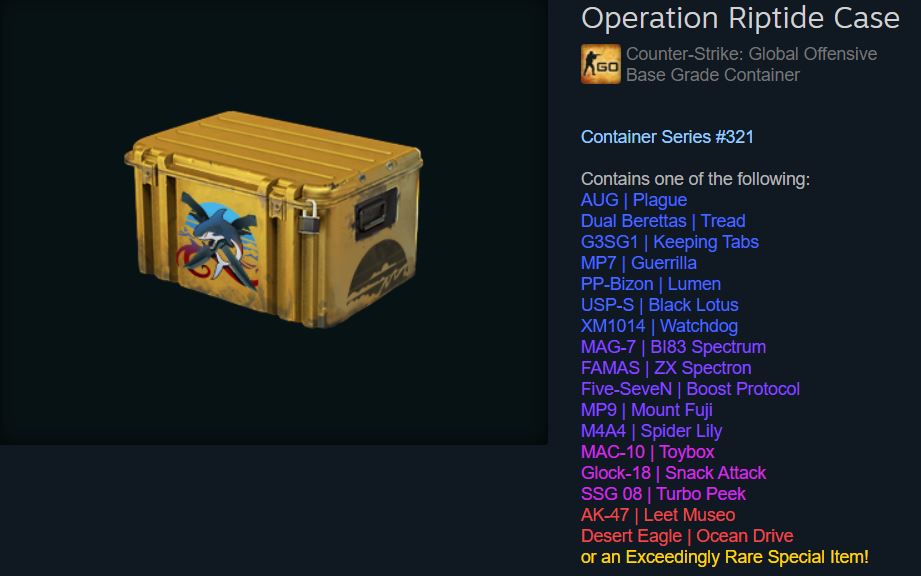 Operation Riptide Case
GO
Counter-Strike: Global Offensive
Base Grade Container
Container Series #321
Contains one of the following:
AUG | Plague
Dual Berettas | Tread
G3SG1 | Keeping Tabs
MP7 | Guerrilla
PP-Bizon | Lumen
USP-S | Black Lotus
XM1014 | Watchdog
MAG-7 | BI83 Spectrum
FAMAS | ZX Spectron
Five-SeveN | Boost Protocol
MP9 | Mount Fuji
M4A4 | Spider Lily
MAC-10 | Toybox
Glock-18 | Snack Attack
SSG 08 | Turbo Peek
AK-47 | Leet Museo
Desert Eagle | Ocean Drive
or an Exceedingly Rare Special Item!